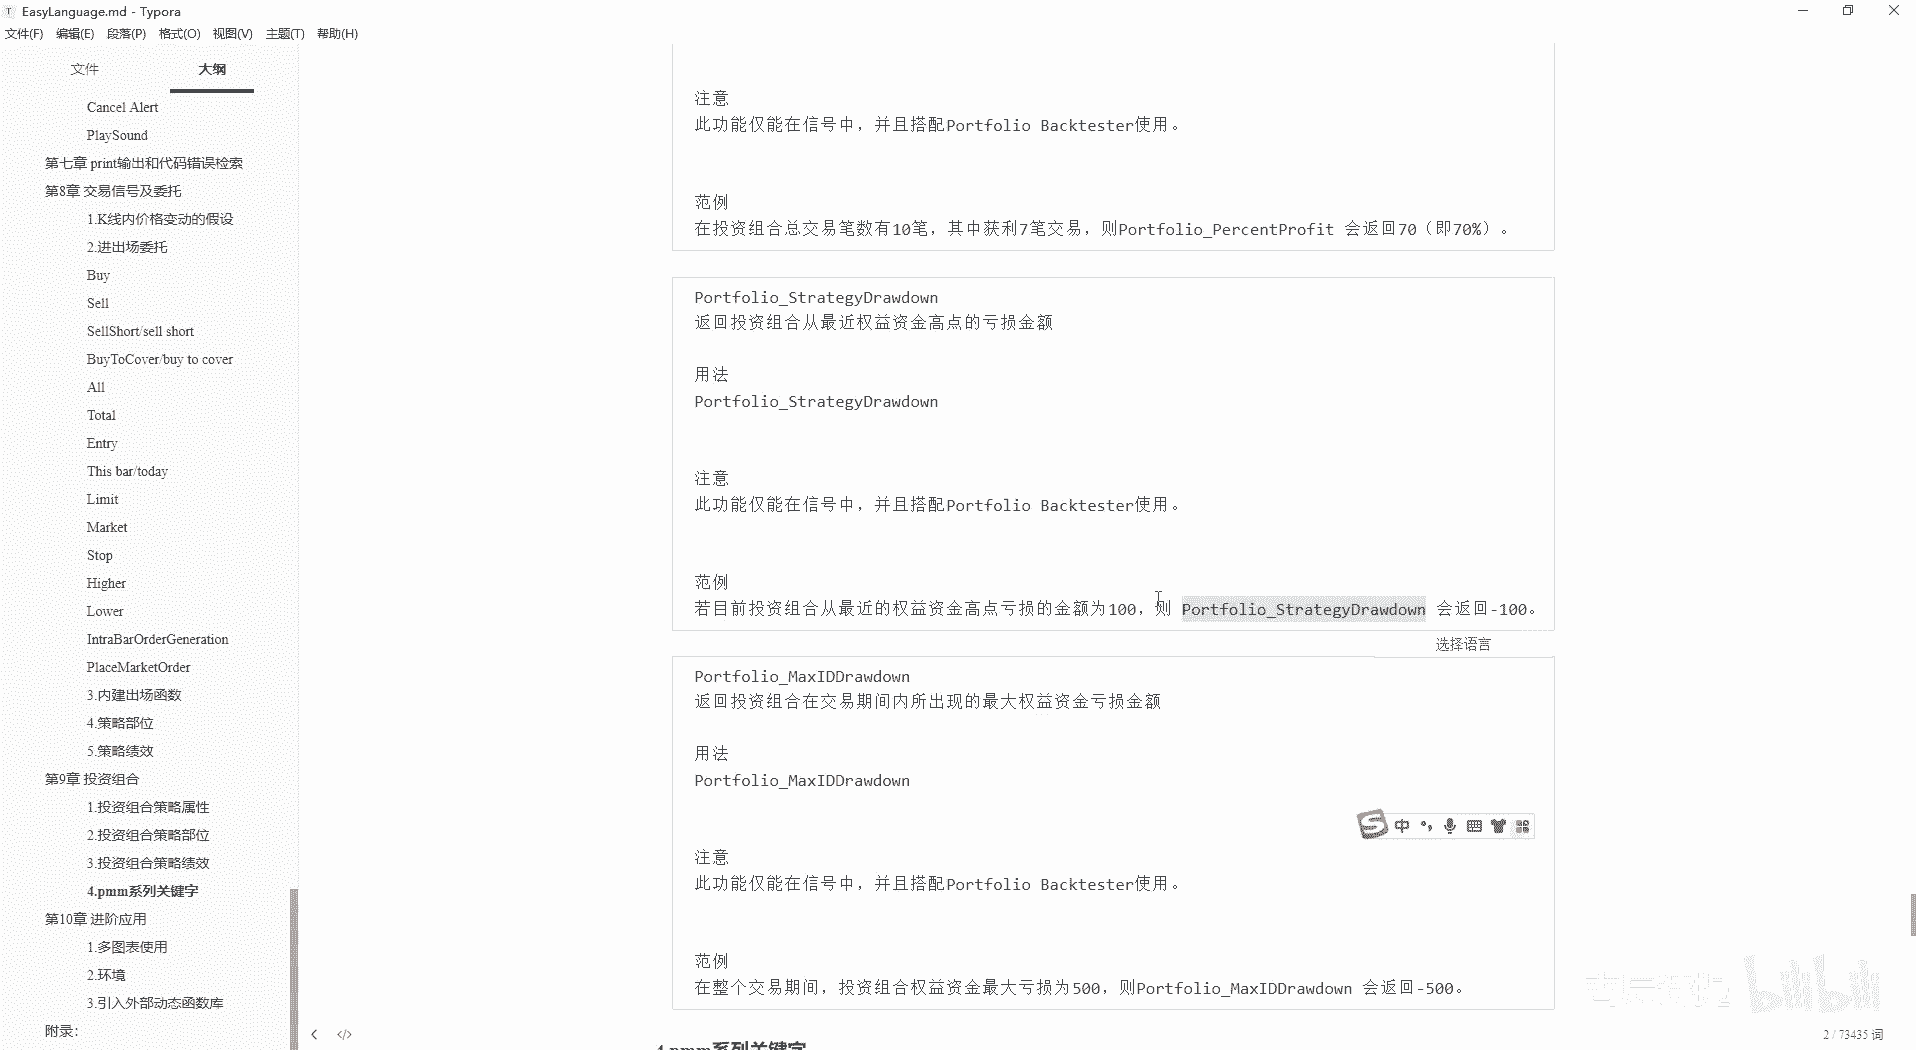 EasyLanguage.md - Typora
文件(F) 编辑(E) 段落(P) 格式(O) 视图(V) 主题(T) 帮助(H)
文件 大纲
Cancel Alert
PlaySound
第七章 print输出和代码错误检索
第8章 交易信号及委托
1.K线内价格变动的假设
2.进出场委托
Buy
Sell
SellShort/sell short
BuyToCover/buy to cover
All
Total
Entry
This bar/today
Limit
Market
Stop
Higher
Lower
IntraBarOrderGeneration
PlaceMarketOrder
3.内建出场函数
4.策略部位
5.策略绩效
第9章 投资组合
1.投资组合策略属性
2.投资组合策略部位
3.投资组合策略绩效
4.pmm系列关键字
第10章 进阶应用
1.多图表使用
2.环境
3.引入外部动态函数库
附录：
注意
此功能仅能在信号中，并且搭配Portfolio Backtester使用。
范例
在投资组合总交易笔数有10笔，其中获利7笔交易，则Portfolio_PercentProfit 会返回70（即70%）。
Portfolio_StrategyDrawdown
返回投资组合从最近权益资金高点的亏损金额
用法
Portfolio_StrategyDrawdown
注意
此功能仅能在信号中，并且搭配Portfolio Backtester使用。
范例
若目前投资组合从最近的权益资金高点亏损的金额为100，则 Portfolio_StrategyDrawdown 会返回-100。
选择语言
Portfolio_MaxIDDrawdown
返回投资组合在交易期间内所出现的最大权益资金亏损金额
用法
Portfolio_MaxIDDrawdown
中
注意
此功能仅能在信号中，并且搭配Portfolio Backtester使用。
范例
在整个交易期间，投资组合权益资金最大亏损为500，则Portfolio_MaxIDDrawdown 会返回-500。
4.pmm系列关键字
bilibili
2 / 73435 词